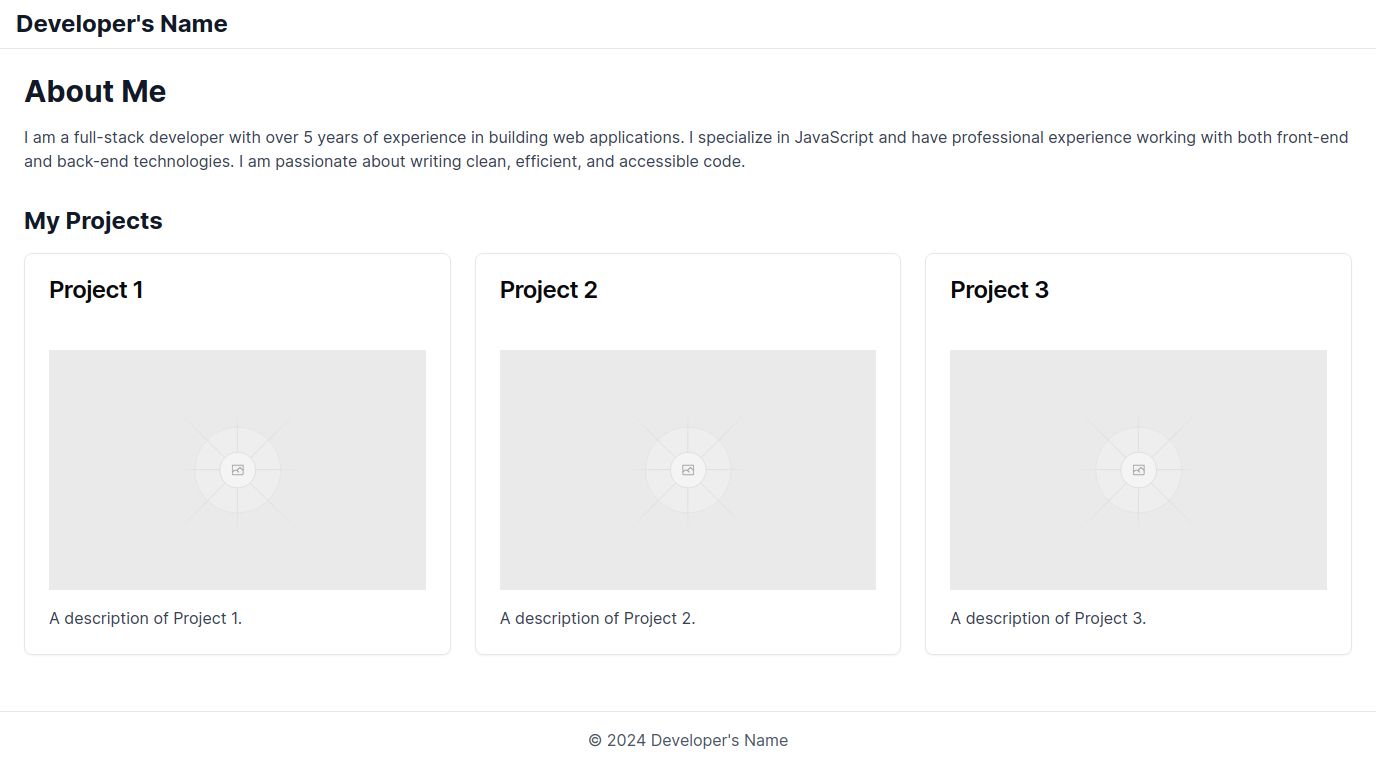 Developer's Name
About Me
I am a full-stack developer with over 5 years of experience in building web applications. I specialize in JavaScript and have professional experience working with both front-end
and back-end technologies. I am passionate about writing clean, efficient, and accessible code.
My Projects
Project 1
Project 2
Project 3
A description of Project 1.
A description of Project 2.
A description of Project 3.
© 2024 Developer's Name